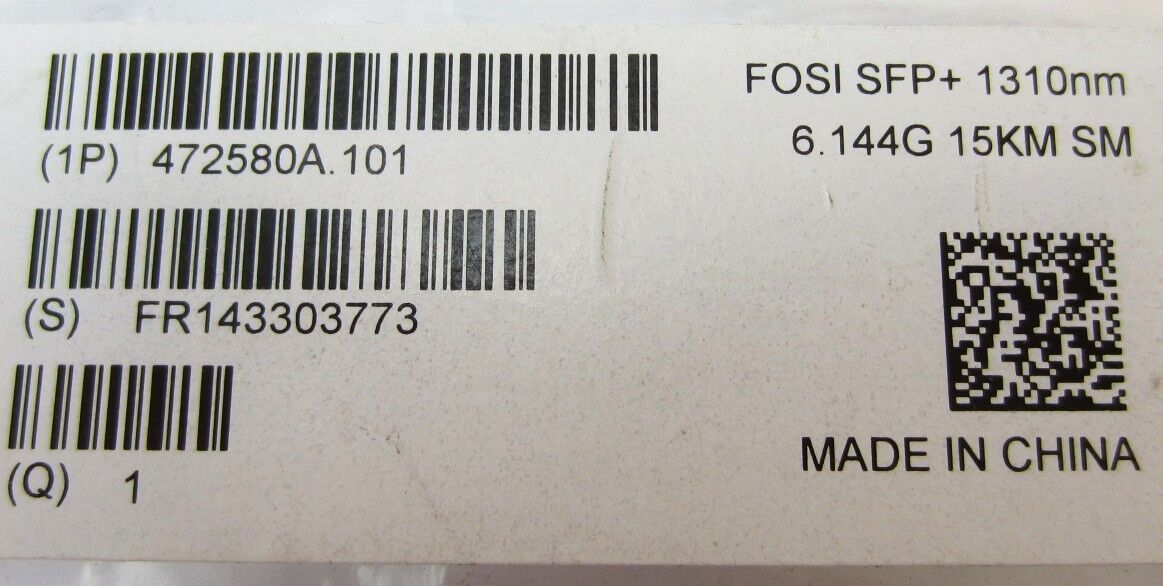 (1P) 472580A.101
(S) FR143303773
(Q) 1
FOSI SFP+ 1310nm
6.144G 15KM SM
MADE IN CHINA